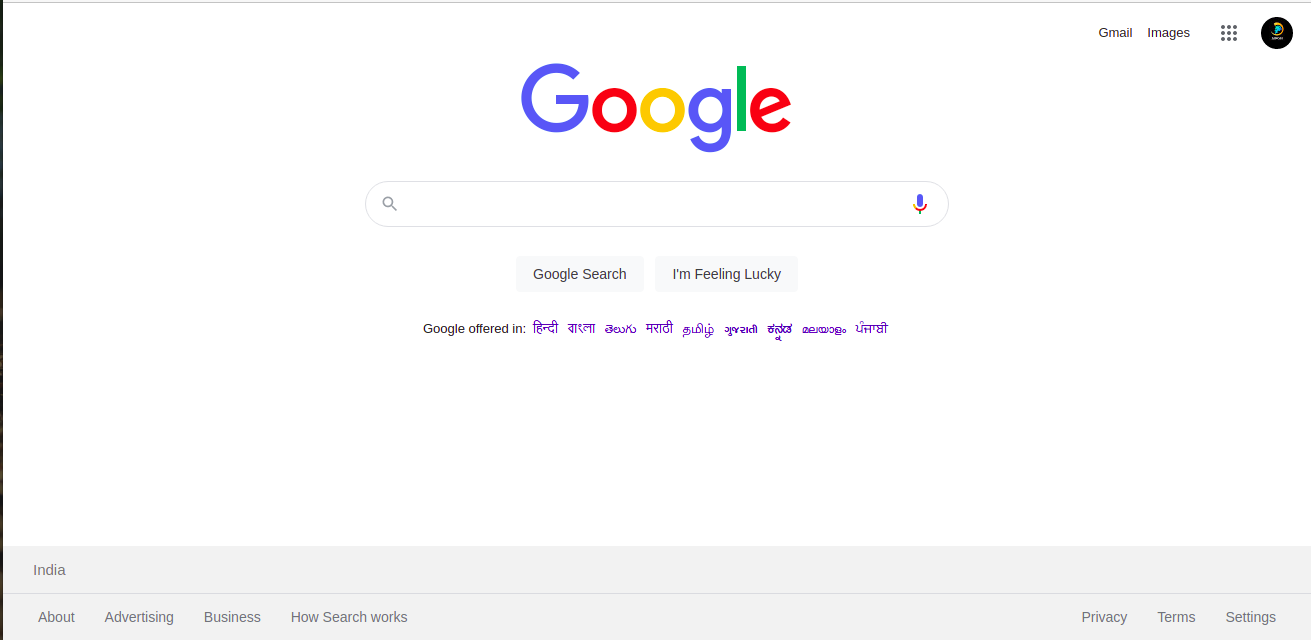 Gmail Images
Google
Google Search I'm Feeling Lucky
Google offered in: हिन्दी বাংলা తెలుగు मराठी தமிழ் ગુજરાતી ಕನ್ನಡ മലയാളം ਪੰਜਾਬੀ
India
About Advertising Business How Search works Privacy Terms Settings